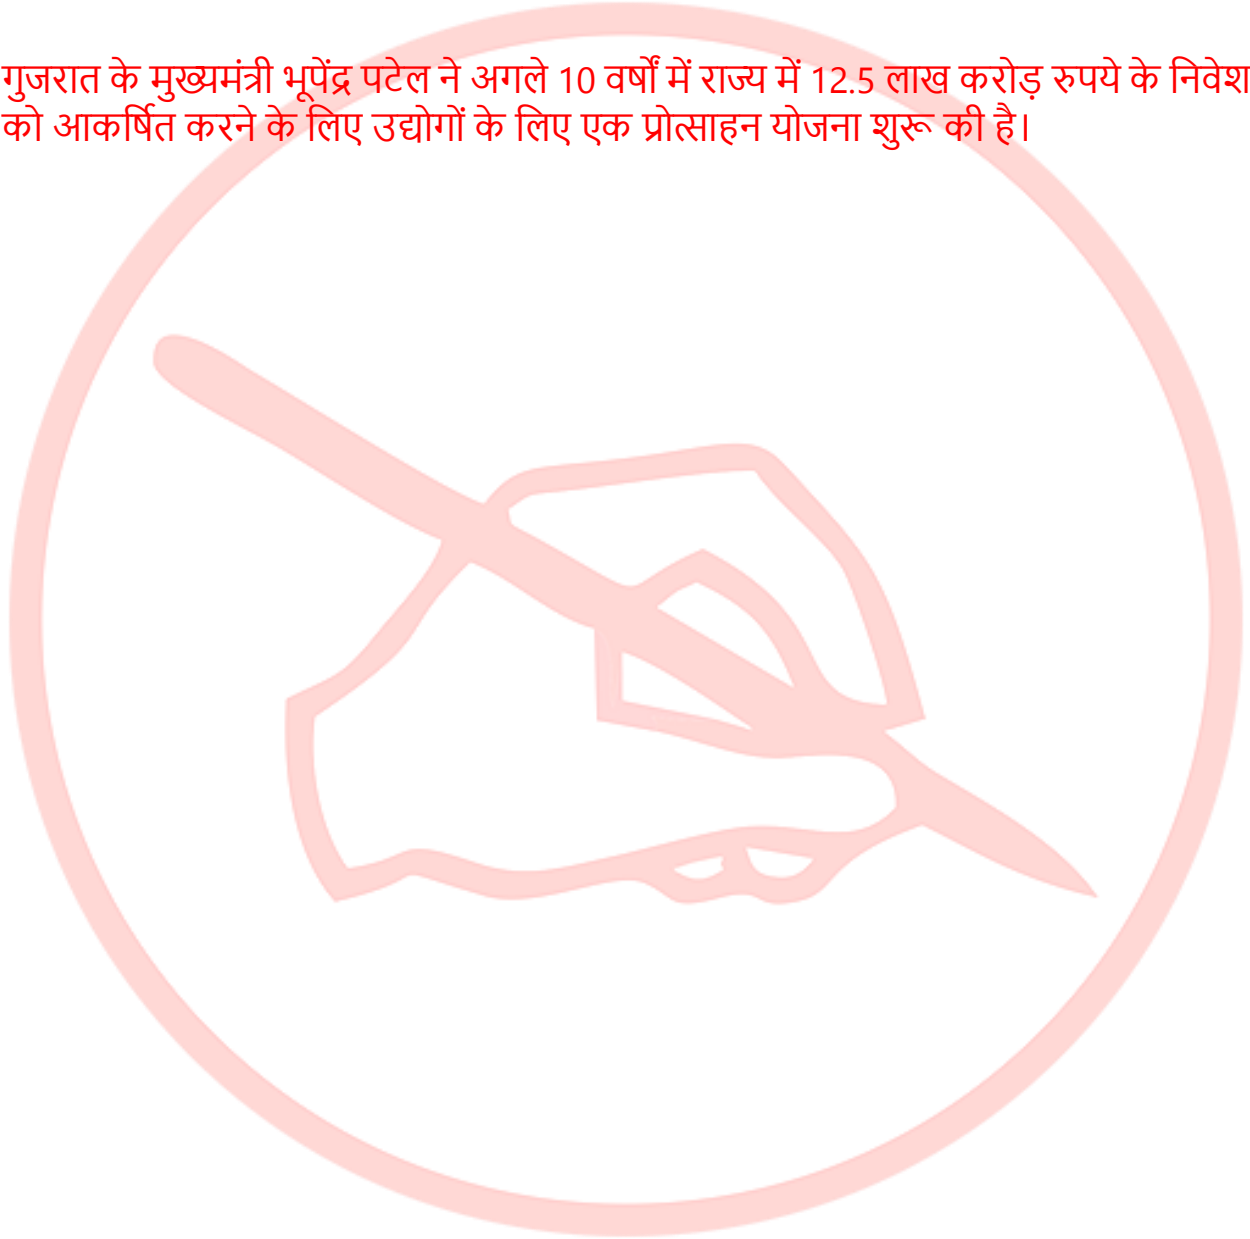 गुजरात के मुख्यमंत्री भूपेंद्र पटेल ने अगले 10 वर्षों में राज्य में 12.5 लाख करोड़ रुपये के निवेश
को आकर्षित करने के लिए उद्योगों के लिए एक प्रोत्साहन योजना शुरू की है।